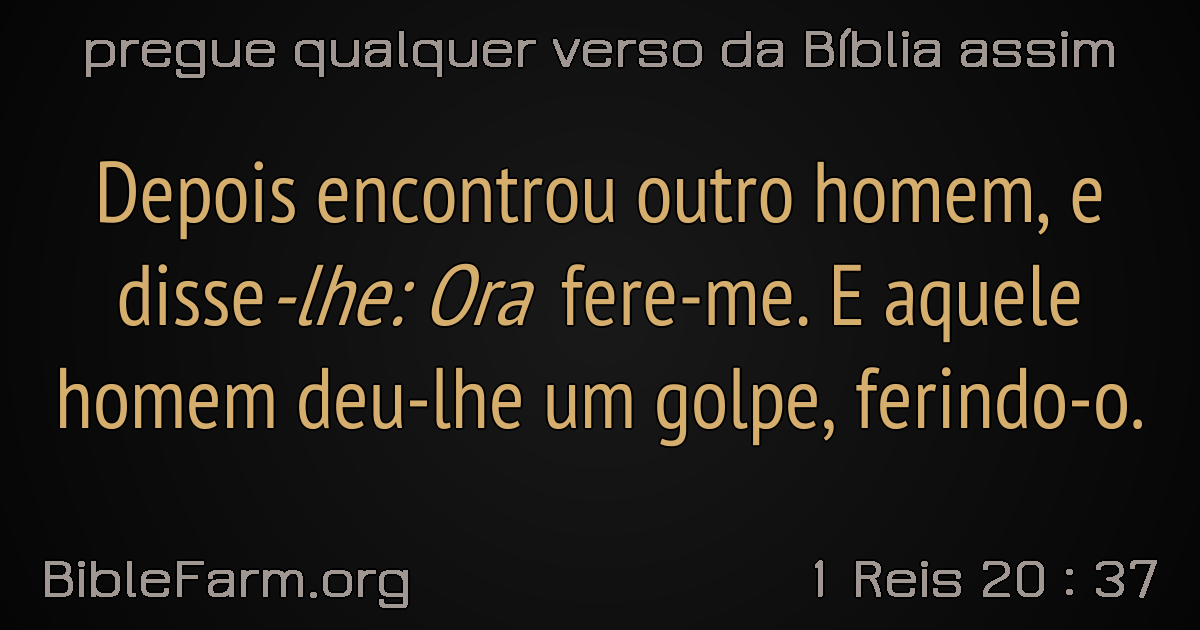 pregue qualquer verso da Bíblia assim
Depois encontrou outro homem, e
disse-lhe: Ora fere-me. E aquele
homem deu-lhe um golpe, ferindo-o.
BibleFarm.org
1 Reis 20 : 37